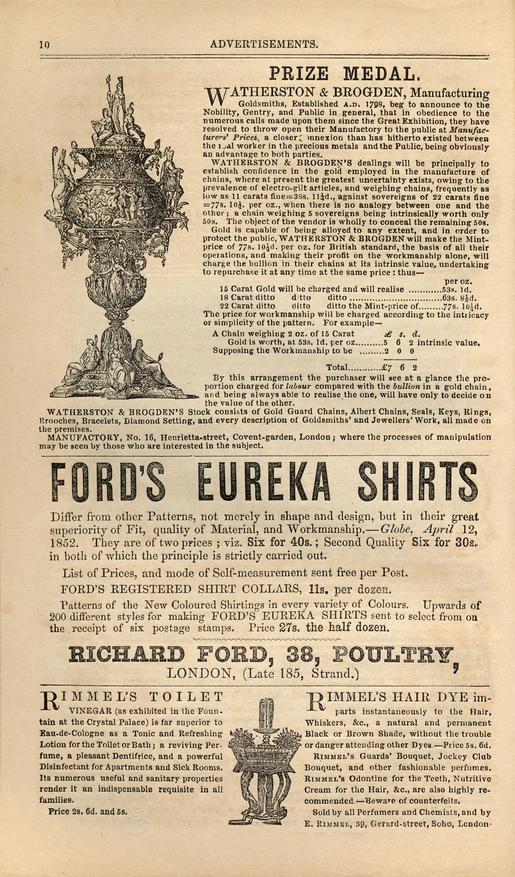 10
ADVERTISEMENTS.
PRIZE MEDAL.
WATHERSTON & BROGDEN, Manufacturing
Goldsmiths, Established A.D. 1798, beg to announce to the
Nobility, Gentry, and Public in general, that in obedience to the
numerous calls made upon them since the Great Exhibition, they have
resolved to throw open their Manufactory to the public at Manufac-
turers' Prices, a closer connexion than has hitherto existed between
the real worker in the precious metals and the Public, being obviously
an advantage to both parties.
WATHERSTON & BROGDEN'S dealings will be principally to
establish confidence in the gold employed in the manufacture of
chains, where at present the greatest uncertainty exists, owing to the
prevalence of electro-gilt articles, and weighing chains, frequently as
low as 11 carats fine=38s. 11½d., against sovereigns of 22 carats fine
=77s. 10½. per oz., when there is no analogy between one and the
other; a chain weighing 5 sovereigns being intrinsically worth only
50s. The object of the vendor is wholly to conceal the remaining 50s.
Gold is capable of being alloyed to any extent, and in order to
protect the public, WATHERSTON & BROGDEN will make the Mint-
price of 77s. 10½d. per oz. for British standard, the basis of all their
operations, and making their profit on the workmanship alone, will
charge the bullion in their chains at its intrinsic value, undertaking
to repurchase it at any time at the same price: thus—
per oz.
15 Carat Gold will be charged and will realise ............53s. 1d.
18 Carat ditto ditto ditto ..............................63s. 8½d.
22 Carat ditto ditto the Mint-price of........77s. 10½d.
The price for workmanship will be charged according to the intricacy
or simplicity of the pattern. For example—
A Chain weighing 2 oz. of 15 Carat £ s. d.
Gold is worth, at 53s. 1d. per oz..........5 6 2 intrinsic value.
Supposing the Workmanship to be .........2 0 0
Total..........£7 6 2
By this arrangement the purchaser will see at a glance the pro-
portion charged for labour compared with the bullion in a gold chain,
and being always able to realise the one, will have only to decide on
the value of the other.
WATHERSTON & BROGDEN'S Stock consists of Gold Guard Chains, Albert Chains, Seals, Keys, Rings,
Brooches, Bracelets, Diamond Setting, and every description of Goldsmiths' and Jewellers' Work, all made on
the premises.
MANUFACTORY, No. 16, Henrietta-street, Covent-garden, London; where the processes of manipulation
may be seen by those who are interested in the subject.
FORD'S EUREKA SHIRTS
Differ from other Patterns, not merely in shape and design, but in their great
superiority of Fit, quality of Material, and Workmanship.—Globe, April 12,
1852. They are of two prices; viz. Six for 40s.; Second Quality Six for 30s.
in both of which the principle is strictly carried out.
List of Prices, and mode of Self-measurement sent free per Post.
FORD'S REGISTERED SHIRT COLLARS, 11s. per dozen.
Patterns of the New Coloured Shirtings in every variety of Colours. Upwards of
200 different styles for making FORD'S EUREKA SHIRTS sent to select from on
the receipt of six postage stamps. Price 27s. the half dozen.
RICHARD FORD, 38, POULTRY,
LONDON, (Late 185, Strand.)
RIMMEL'S TOILET
VINEGAR (as exhibited in the Foun-
tain at the Crystal Palace) is far superior to
Eau-de-Cologne as a Tonic and Refreshing
Lotion for the Toilet or Bath; a reviving Per-
fume, a pleasant Dentifrice, and a powerful
Disinfectant for Apartments and Sick Rooms.
Its numerous useful and sanitary properties
render it an indispensable requisite in all
families.
Price 2s. 6d. and 5s.
RIMMEL'S HAIR DYE im-
parts instantaneously to the Hair,
Whiskers, &c., a natural and permanent
Black or Brown Shade, without the trouble
or danger attending other Dyes.—Price 5s. 6d.
RIMMEL'S Guards' Bouquet, Jockey Club
Bouquet, and other fashionable perfumes.
RIMMEL'S Odontine for the Teeth, Nutritive
Cream for the Hair, &c., are also highly re-
commended.—Beware of counterfeits.
Sold by all Perfumers and Chemists, and by
E. RIMMEL, 39, Gerard-street, Soho, London.